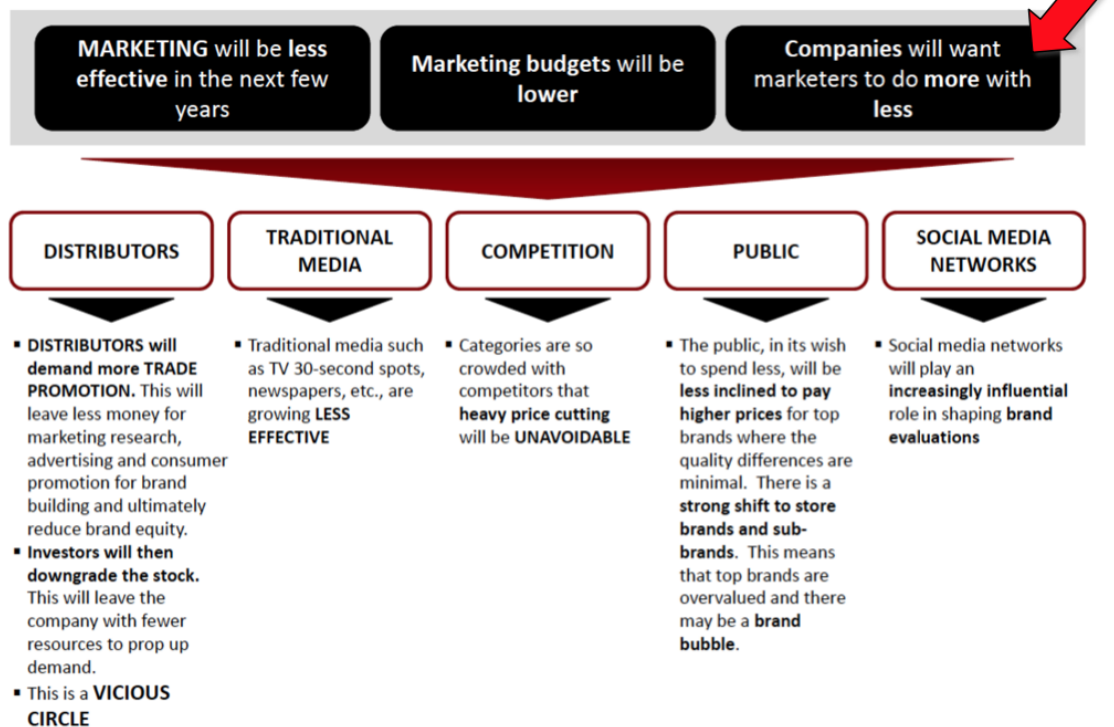 MARKETING will be less
effective in the next few
years
Marketing budgets will be
lower
Companies will want
marketers to do more with
less
DISTRIBUTORS
TRADITIONAL
MEDIA
COMPETITION
PUBLIC
SOCIAL MEDIA
NETWORKS
▪ DISTRIBUTORS will
demand more TRADE
PROMOTION. This will
leave less money for
marketing research,
advertising and consumer
promotion for brand
building and ultimately
reduce brand equity.
▪ Investors will then
downgrade the stock.
This will leave the
company with fewer
resources to prop up
demand.
▪ This is a VICIOUS
CIRCLE
▪ Traditional media such
as TV 30-second spots,
newspapers, etc., are
growing LESS
EFFECTIVE
▪ Categories are so
crowded with
competitors that
heavy price cutting
will be UNAVOIDABLE
▪ The public, in its wish
to spend less, will be
less inclined to pay
higher prices for top
brands where the
quality differences are
minimal. There is a
strong shift to store
brands and sub-
brands. This means
that top brands are
overvalued and there
may be a brand
bubble.
▪ Social media networks
will play an
increasingly influential
role in shaping brand
evaluations